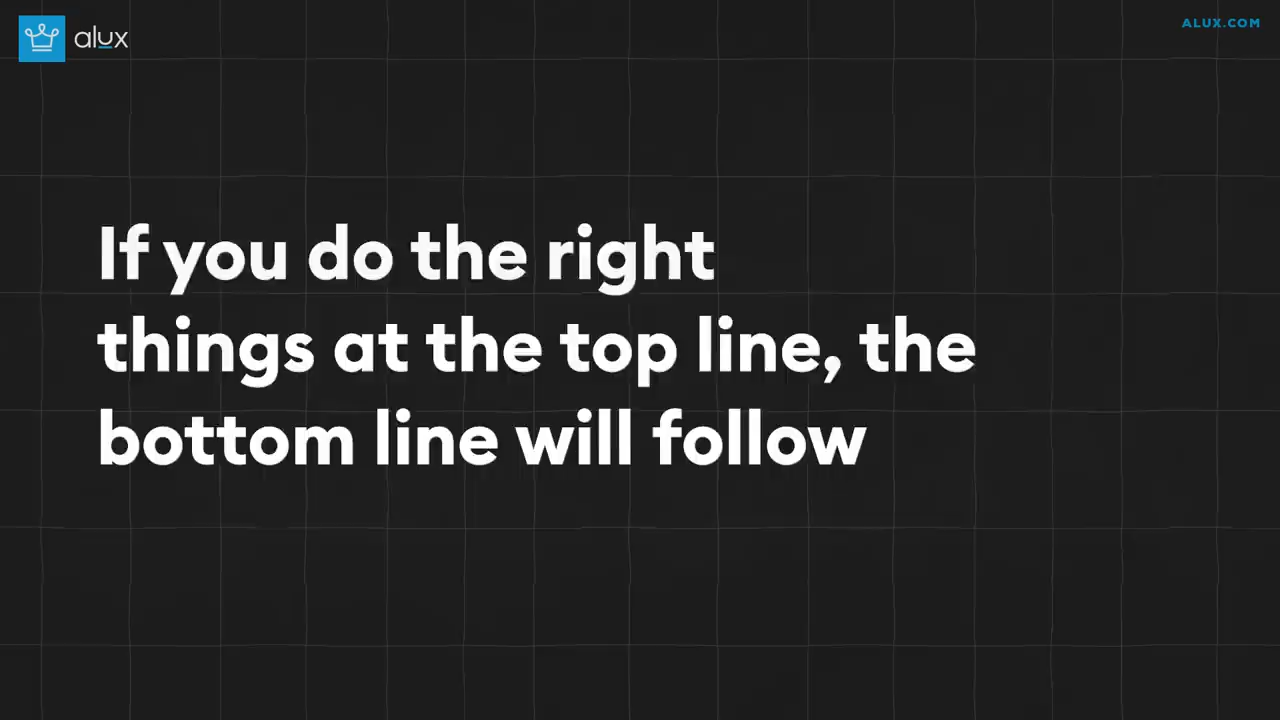 alux
ALUX.COM
If you do the right
things at the top line, the
bottom line will follow